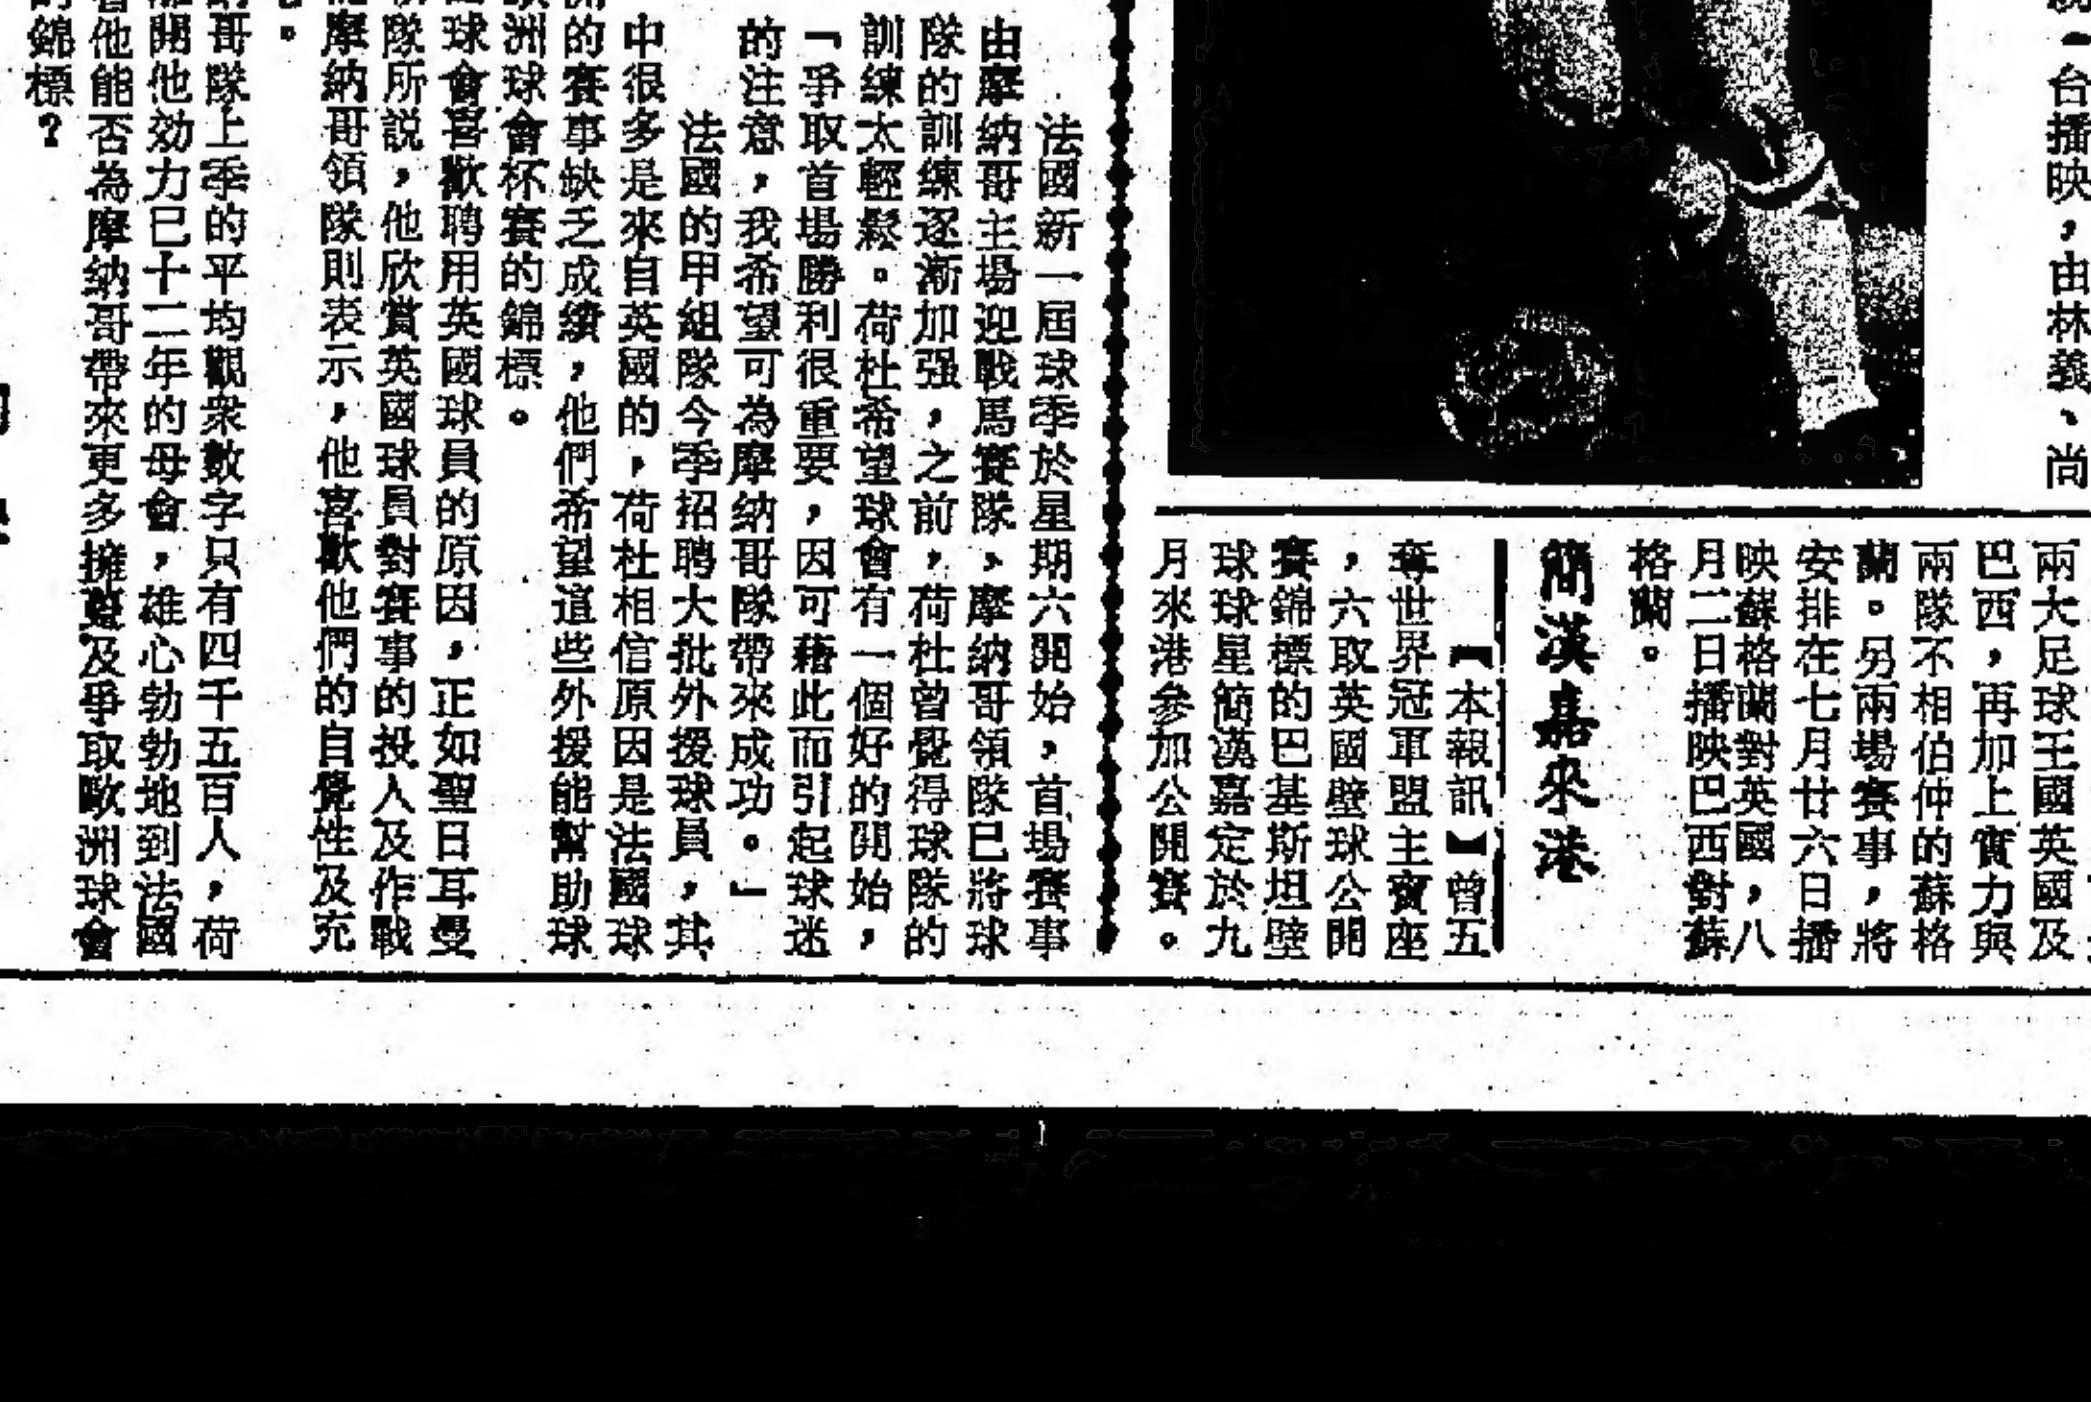 一台播映，由林義、尚
兩大足球王國英國及
巴西，再加上實力與
兩隊不相伯仲的蘇格
蘭。另兩場賽事，將
安排在七月廿六日播
映蘇格蘭對英國，八
月二日播映巴西對蘇
格蘭。
簡漢嘉來港
【本報訊】曾五
奪世界冠軍盟主寶座
，六取英國壁球公開
賽錦標的巴基斯坦壁
球球星簡漢嘉定於九
月來港參加公開賽。
法國新一屆球季於星期六開始，首場賽事
由摩納哥主場迎戰馬賽隊、摩納哥領隊已將球
隊的訓練逐漸加强，之前，荷杜曾覺得球隊的
訓練太輕鬆。荷杜希望球會有一個好的開始，
「爭取首場勝利很重要，因可藉此而引起球迷
的注意，我希望可為摩納哥隊帶來成功。」
法國的甲組隊今季招聘大批外援球員，其
中很多是來自英國的，荷杜相信原因是法國球
的賽事缺乏成績，他們希望這些外援能幫助球
洲球會杯賽的錦標。
球會喜歡聘用英國球員的原因，正如聖日耳曼
隊所説，他欣賞英國球員對賽事的投入及作戰
摩納哥領隊則表示，他喜歡他們的自覺性及充
。
哥隊上季的平均觀衆數字只有四千五百人，荷
開他効力已十二年的母會，雄心勃勃地到法國
他能否為摩納哥帶來更多擁躉及爭取歐洲球會
錦標？